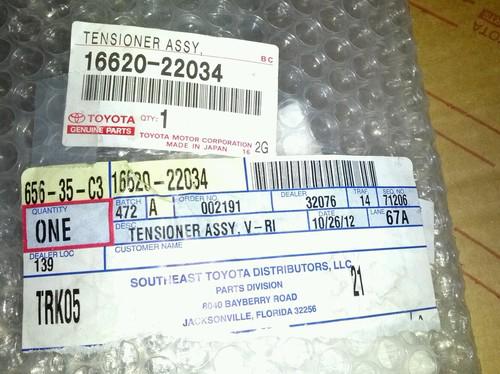 TENSIONER ASSY,
BC
16620-22034
TOYOTA QTY: 1
GENUINE PARTS
TOYOTA MOTOR CORPORATION
MADE IN JAPAN 16 2G
656-35-C3 16620-22034
QUANTITY
ONE
BATCH
472 A
ORDER NO.
002191
DEALER
32076
TRAF
14
SEQ. NO.
71206
DESC
TENSIONER ASSY, V-RI
DATE
10/26/12
LANE
67A
DEALER LOC
139
CUSTOMER NAME
TRK05
SOUTHEAST TOYOTA DISTRIBUTORS, LLC
21
PARTS DIVISION
8040 BAYBERRY ROAD
JACKSONVILLE, FLORIDA 32256